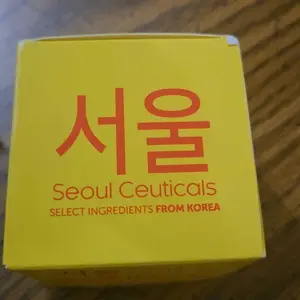 서울
Seoul Ceuticals
SELECT INGREDIENTS FROM KOREA